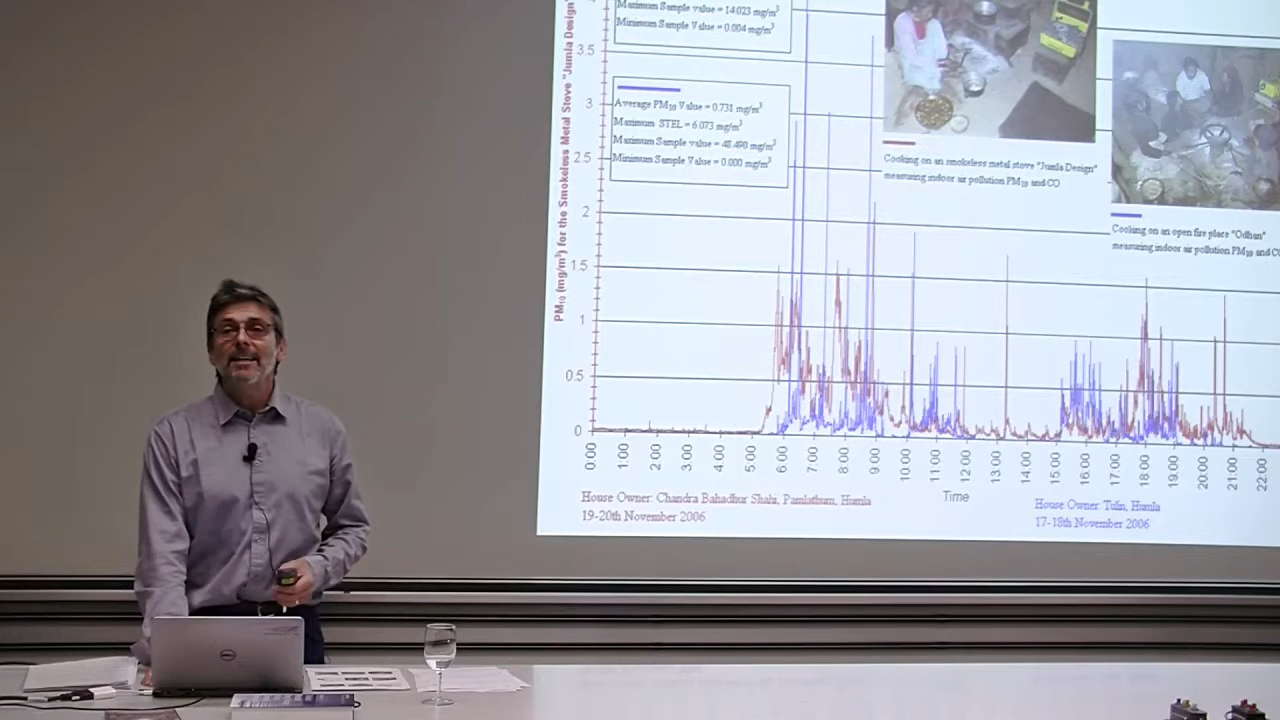 Maximum Sample value = 14.023 mg/m³
Minimum Sample Value = 0.004 mg/m³
PM₁₀ (mg/m³) for the Smokeless Metal Stove "Jumla Design"
3.5
3
2.5
2
1.5
1
0.5
0
Average PM₁₀ Value = 0.731 mg/m³
Maximum STEL = 6.073 mg/m³
Maximum Sample value = 48.490 mg/m³
Minimum Sample Value = 0.000 mg/m³
Cooking on an smokeless metal stove "Jumla Design"
measuring indoor air pollution PM₁₀ and CO
Cooking on an open fire place "Odhan"
measuring indoor air pollution PM₁₀ and CO
0:00 1:00 2:00 3:00 4:00 5:00 6:00 7:00 8:00 9:00 10:00 11:00 12:00 13:00 14:00 15:00 16:00 17:00 18:00 19:00 20:00 21:00 22:00
Time
House Owner: Chandra Bahadhur Shahi, Pamlathum, Humla
19-20th November 2006
House Owner: Tulin, Humla
17-18th November 2006
DELL